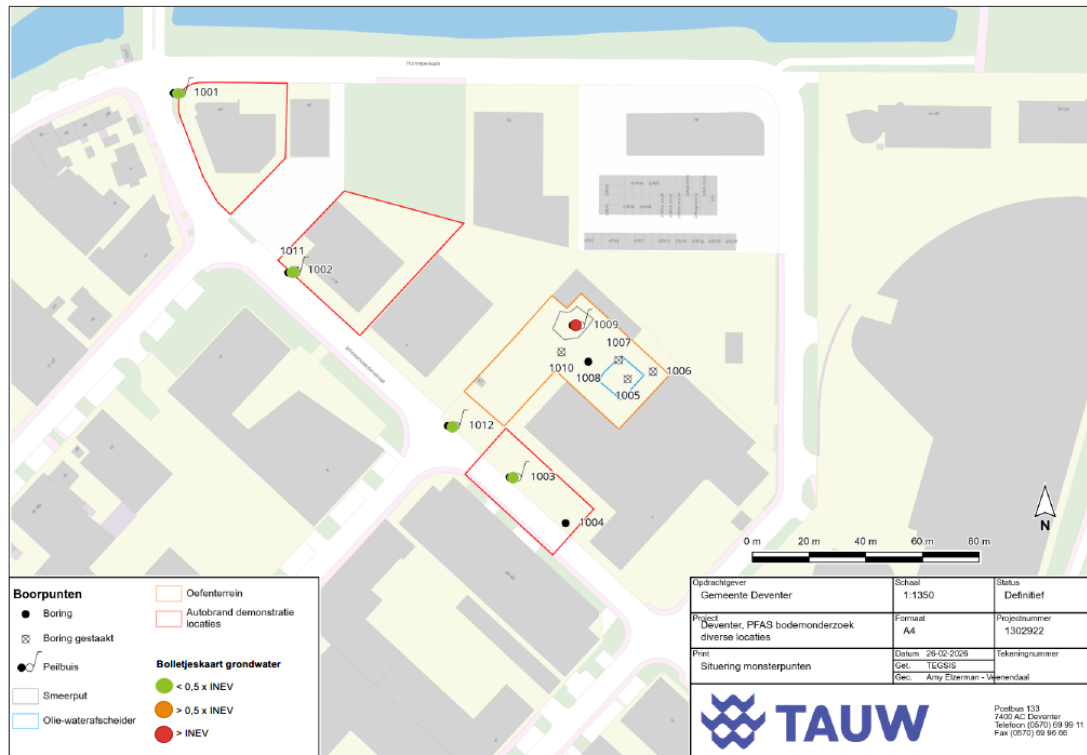 Hunneperkade
1001
1011
1002
1009
1007
1010
1008
1006
1005
1012
1003
1004
N
0 m 20 m 40 m 60 m 80 m
Boorpunten
Boring
Boring gestaakt
Peilbuis
Smeerput
Olie-waterafscheider
Oefenterrein
Autobrand demonstratie
locaties
Bolletjeskaart grondwater
< 0,5 x INEV
> 0,5 x INEV
> INEV
Opdrachtgever
Gemeente Deventer
Schaal
1:1350
Status
Definitief
Project
Deventer, PFAS bodemonderzoek
diverse locaties
Formaat
A4
Projectnummer
1302922
Print
Situering monsterpunten
Datum 26-02-2026
Get. TEGSIS
Gec. Amy Elzerman - Veenendaal
Tekeningnummer
TAUW
Postbus 133
7400 AC Deventer
Telefoon (0570) 69 99 11
Fax (0570) 69 96 66